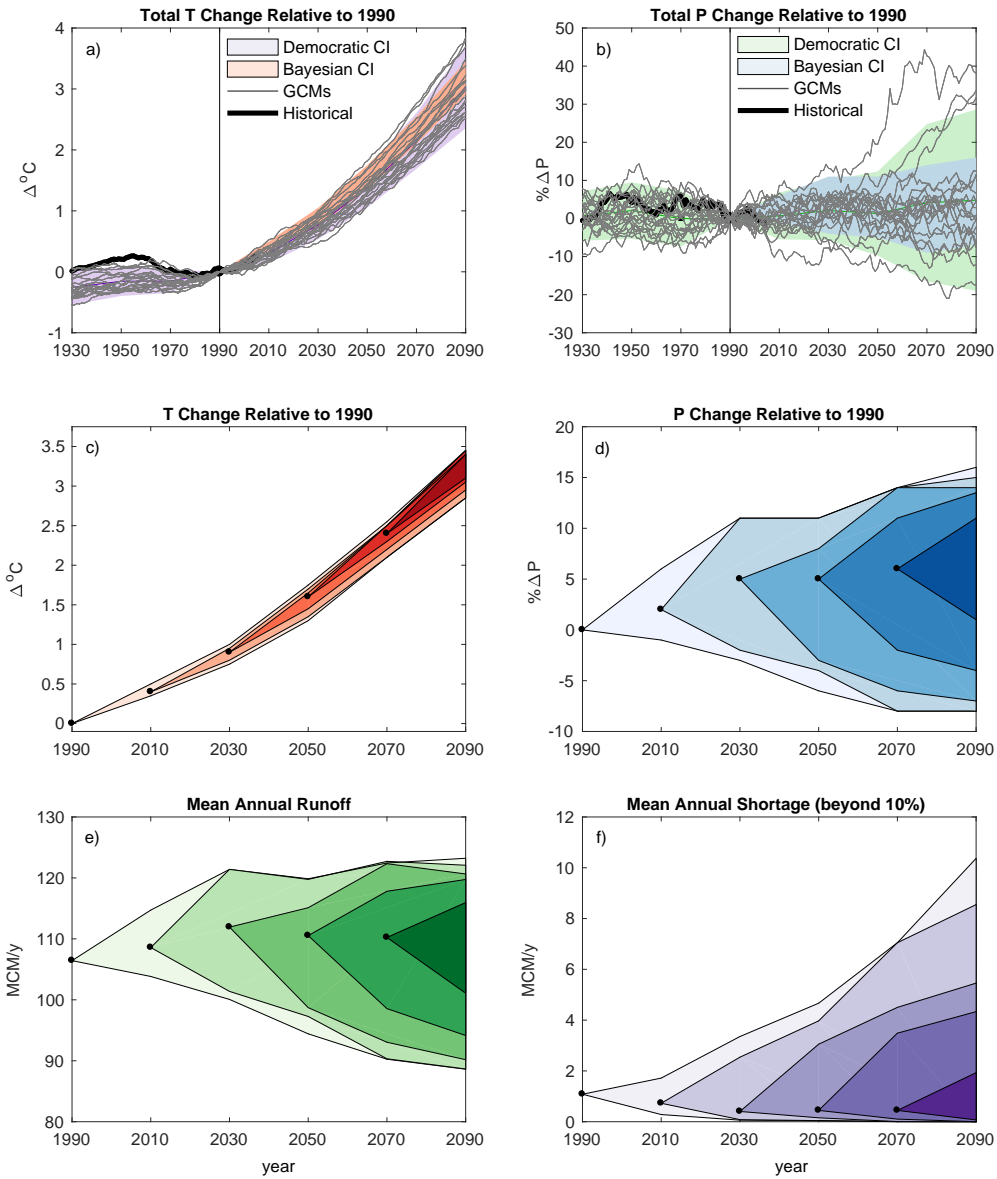 Total T Change Relative to 1990
a)
Democratic CI
Bayesian CI
GCMs
Historical
Δ°C
4
3
2
1
0
-1
1930 1950 1970 1990 2010 2030 2050 2070 2090
Total P Change Relative to 1990
b)
Democratic CI
Bayesian CI
GCMs
Historical
%ΔP
50
40
30
20
10
0
-10
-20
-30
1930 1950 1970 1990 2010 2030 2050 2070 2090
T Change Relative to 1990
c)
Δ°C
3.5
3
2.5
2
1.5
1
0.5
0
1990 2010 2030 2050 2070 2090
P Change Relative to 1990
d)
%ΔP
20
15
10
5
0
-5
-10
1990 2010 2030 2050 2070 2090
Mean Annual Runoff
e)
MCM/y
130
120
110
100
90
80
1990 2010 2030 2050 2070 2090
year
Mean Annual Shortage (beyond 10%)
f)
MCM/y
12
10
8
6
4
2
0
1990 2010 2030 2050 2070 2090
year